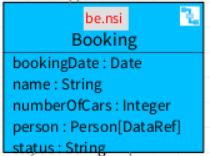 be.nsi
Booking
bookingDate : Date
name : String
numberOfCars : Integer
person : Person[DataRef]
status : String